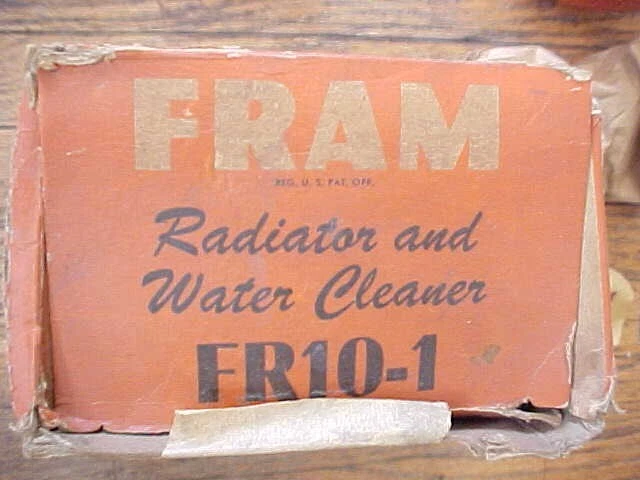 FRAM
REG. U. S. PAT. OFF.
Radiator and
Water Cleaner
FR10-1